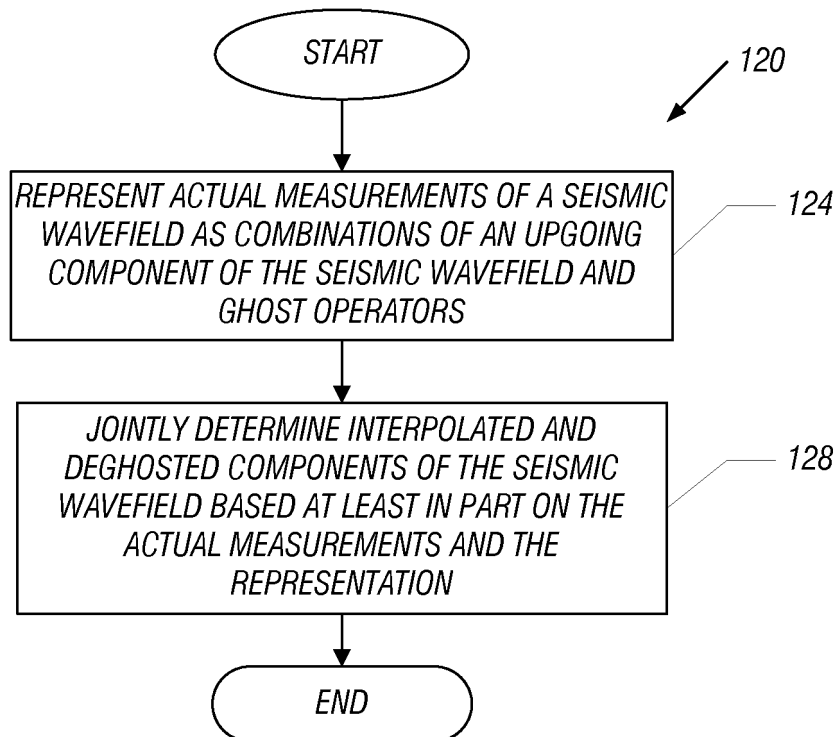 START
120
REPRESENT ACTUAL MEASUREMENTS OF A SEISMIC
WAVEFIELD AS COMBINATIONS OF AN UPGOING
COMPONENT OF THE SEISMIC WAVEFIELD AND
GHOST OPERATORS
124
JOINTLY DETERMINE INTERPOLATED AND
DEGHOSTED COMPONENTS OF THE SEISMIC
WAVEFIELD BASED AT LEAST IN PART ON THE
ACTUAL MEASUREMENTS AND THE
REPRESENTATION
128
END